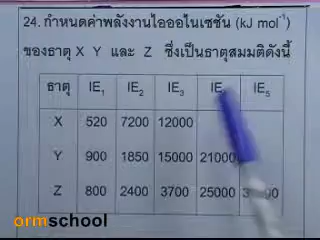 24. กำหนดค่าพลังงานไอออไนเซชัน (kJ mol⁻¹)
ของธาตุ X Y และ Z ซึ่งเป็นธาตุสมมติดังนี้
ธาตุ IE₁ IE₂ IE₃ IE₅
X 520 7200 12000
Y 900 1850 15000 21000
Z 800 2400 3700 25000
ormschool